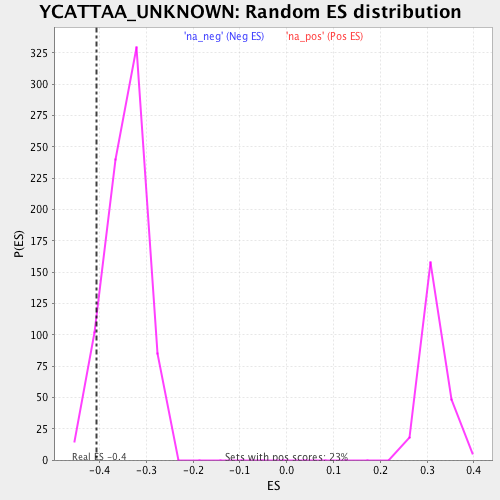 YCATTAA_UNKNOWN: Random ES distribution
'na_neg' (Neg ES) 'na_pos' (Pos ES)
325
300
275
250
225
200
175
150
125
100
75
50
25
0
P(ES)
Real ES -0.4
Sets with pos scores: 23%
-0.4 -0.3 -0.2 -0.1 0.0 0.1 0.2 0.3 0.4
ES